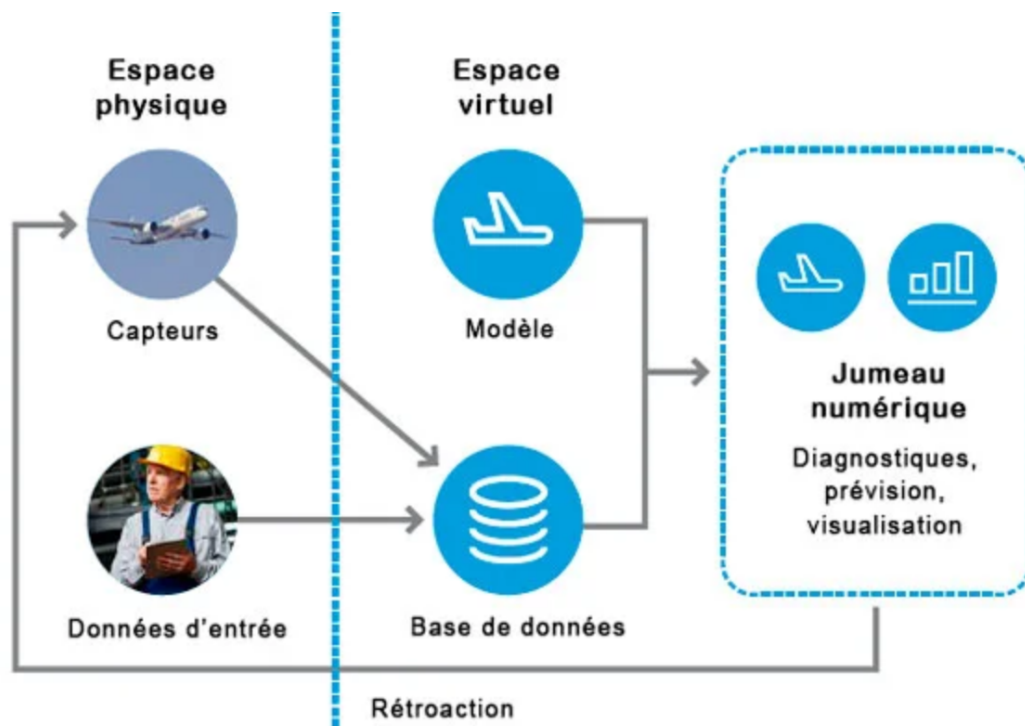 Espace
physique
Espace
virtuel
Capteurs
Modèle
Jumeau
numérique
Diagnostiques,
prévision,
visualisation
Données d'entrée
Base de données
Rétroaction